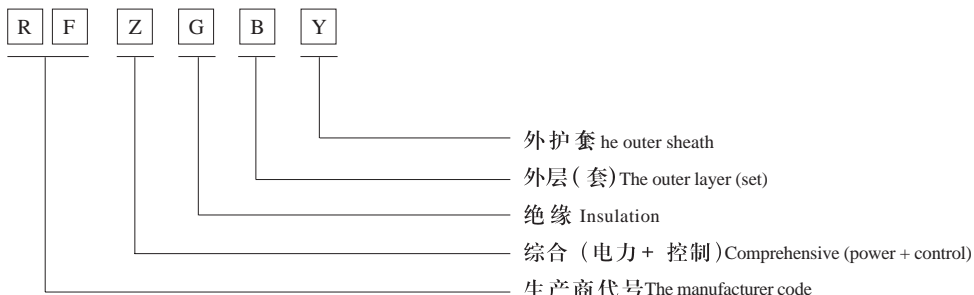 R F Z G B Y
外护套 he outer sheath
外层(套)The outer layer (set)
绝缘 Insulation
综合(电力+ 控制)Comprehensive (power + control)
生产商代号The manufacturer code